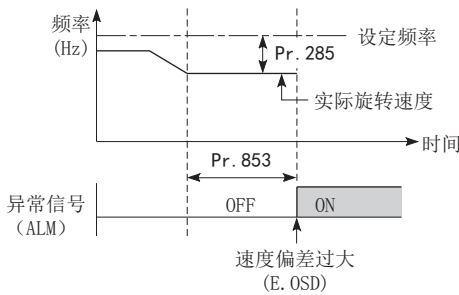 频率
(Hz)
设定频率
Pr. 285
实际旋转速度
时间
Pr. 853
异常信号
（ALM）
OFF
ON
速度偏差过大
(E. OSD)